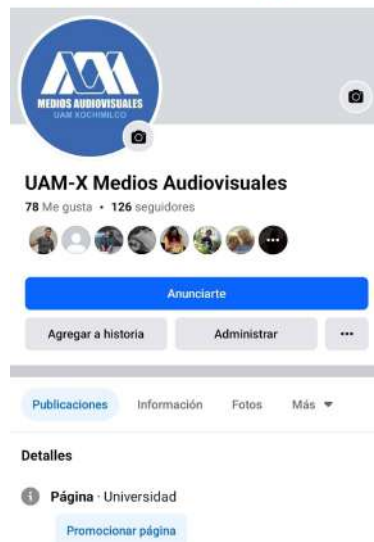 MEDIOS AUDIOVISUALES
UAM XOCHIMILCO
UAM-X Medios Audiovisuales
78 Me gusta • 126 seguidores
Anunciarte
Agregar a historia Administrar ...
Publicaciones Información Fotos Más
Detalles
Página · Universidad
Promocionar página